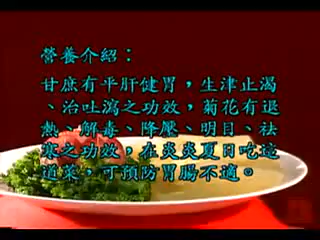 營養介紹：
甘庶有平肝健胃，生津止渴
、治吐瀉之功效，菊花有退
熱、解毒、降壓、明目、袪
寒之功效，在炎炎夏日吃這
道菜，可預防胃腸不適。